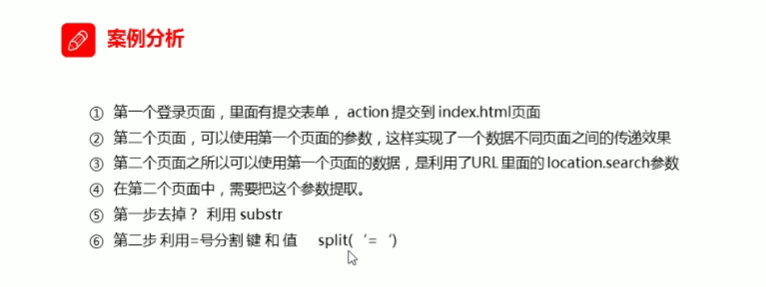 案例分析
① 第一个登录页面，里面有提交表单， action 提交到 index.html页面
② 第二个页面，可以使用第一个页面的参数，这样实现了一个数据不同页面之间的传递效果
③ 第二个页面之所以可以使用第一个页面的数据，是利用了URL 里面的 location.search参数
④ 在第二个页面中，需要把这个参数提取。
⑤ 第一步去掉？ 利用 substr
⑥ 第二步 利用=号分割 键 和 值 split(‘=‘)